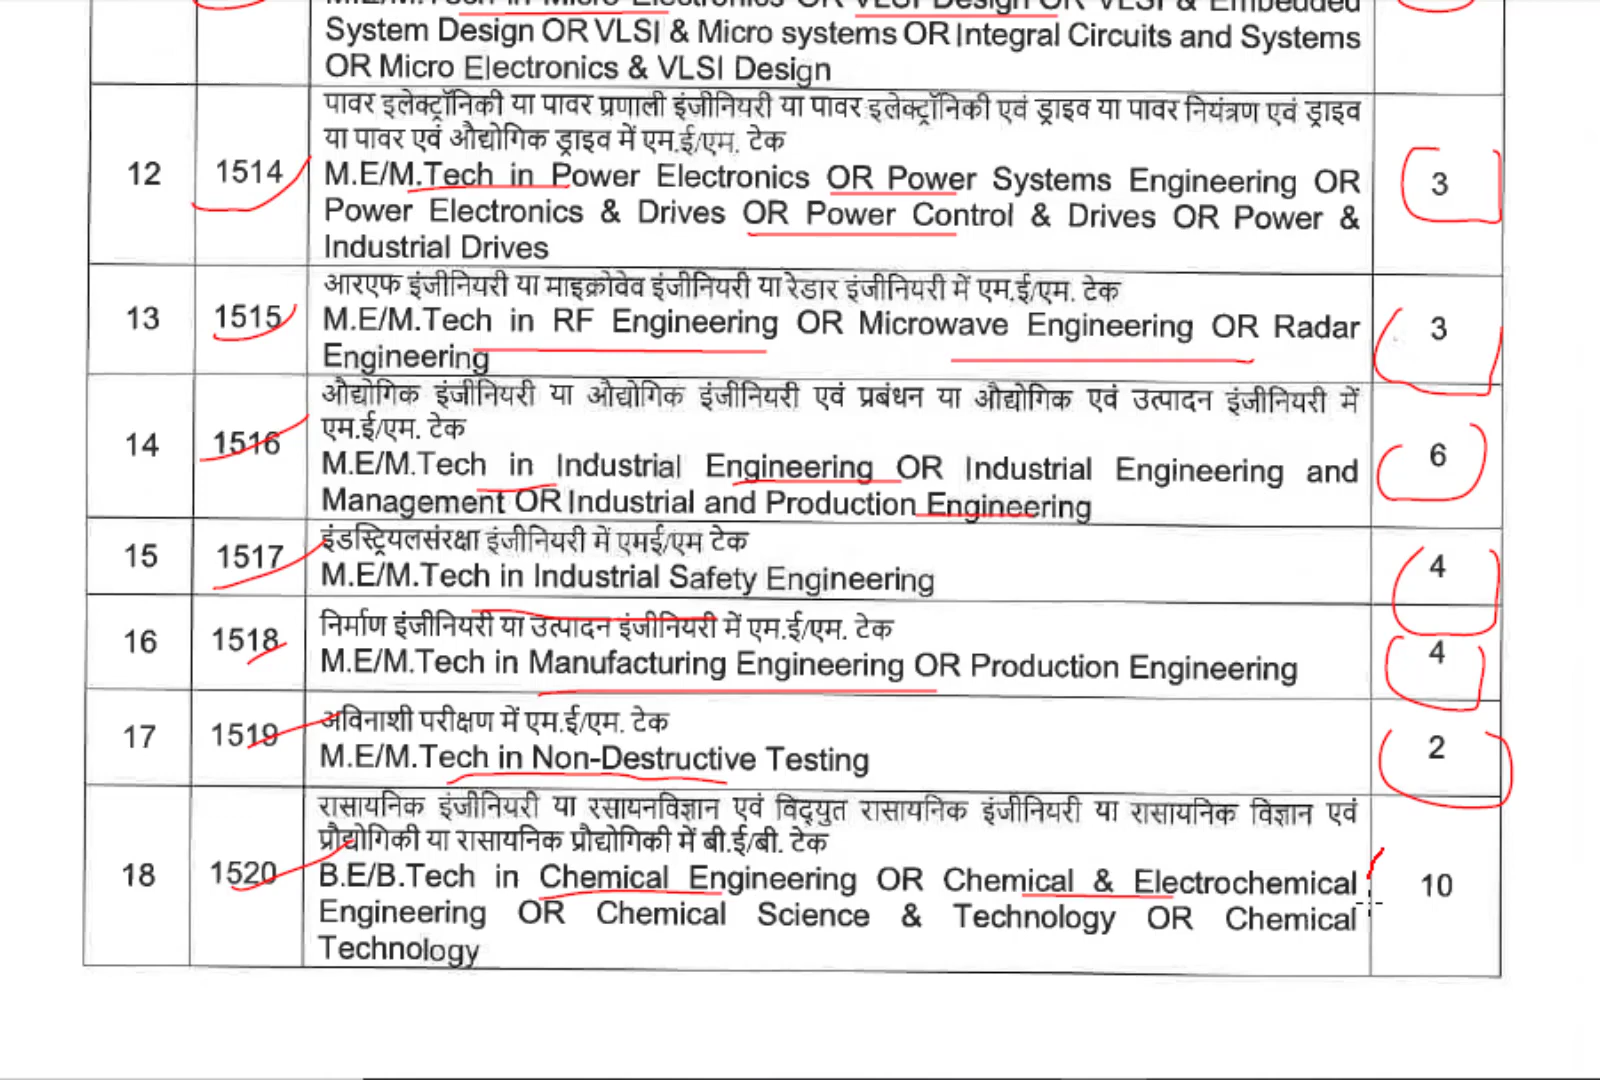 System Design OR VLSI & Micro systems OR Integral Circuits and Systems
OR Micro Electronics & VLSI Design
पावर इलेक्ट्रॉनिकी या पावर प्रणाली इंजीनियरी या पावर इलेक्ट्रॉनिकी एवं ड्राइव या पावर नियंत्रण एवं ड्राइव
या पावर एवं औद्योगिक ड्राइव में एम.ई/एम. टेक
12 1514 M.E/M.Tech in Power Electronics OR Power Systems Engineering OR 3
Power Electronics & Drives OR Power Control & Drives OR Power &
Industrial Drives
आरएफ इंजीनियरी या माइक्रोवेव इंजीनियरी या रेडार इंजीनियरी में एम.ई/एम. टेक
13 1515 M.E/M.Tech in RF Engineering OR Microwave Engineering OR Radar 3
Engineering
औद्योगिक इंजीनियरी या औद्योगिक इंजीनियरी एवं प्रबंधन या औद्योगिक एवं उत्पादन इंजीनियरी में
एम.ई/एम. टेक
14 1516 M.E/M.Tech in Industrial Engineering OR Industrial Engineering and 6
Management OR Industrial and Production Engineering
इंडस्ट्रियलसंरक्षा इंजीनियरी में एमई/एम टेक
15 1517 M.E/M.Tech in Industrial Safety Engineering 4
निर्माण इंजीनियरी या उत्पादन इंजीनियरी में एम.ई/एम. टेक
16 1518 M.E/M.Tech in Manufacturing Engineering OR Production Engineering 4
अविनाशी परीक्षण में एम.ई/एम. टेक
17 1519 M.E/M.Tech in Non-Destructive Testing 2
रासायनिक इंजीनियरी या रसायनविज्ञान एवं विद्युत रासायनिक इंजीनियरी या रासायनिक विज्ञान एवं
प्रौद्योगिकी या रासायनिक प्रौद्योगिकी में बी.ई/बी. टेक
18 1520 B.E/B.Tech in Chemical Engineering OR Chemical & Electrochemical 10
Engineering OR Chemical Science & Technology OR Chemical
Technology